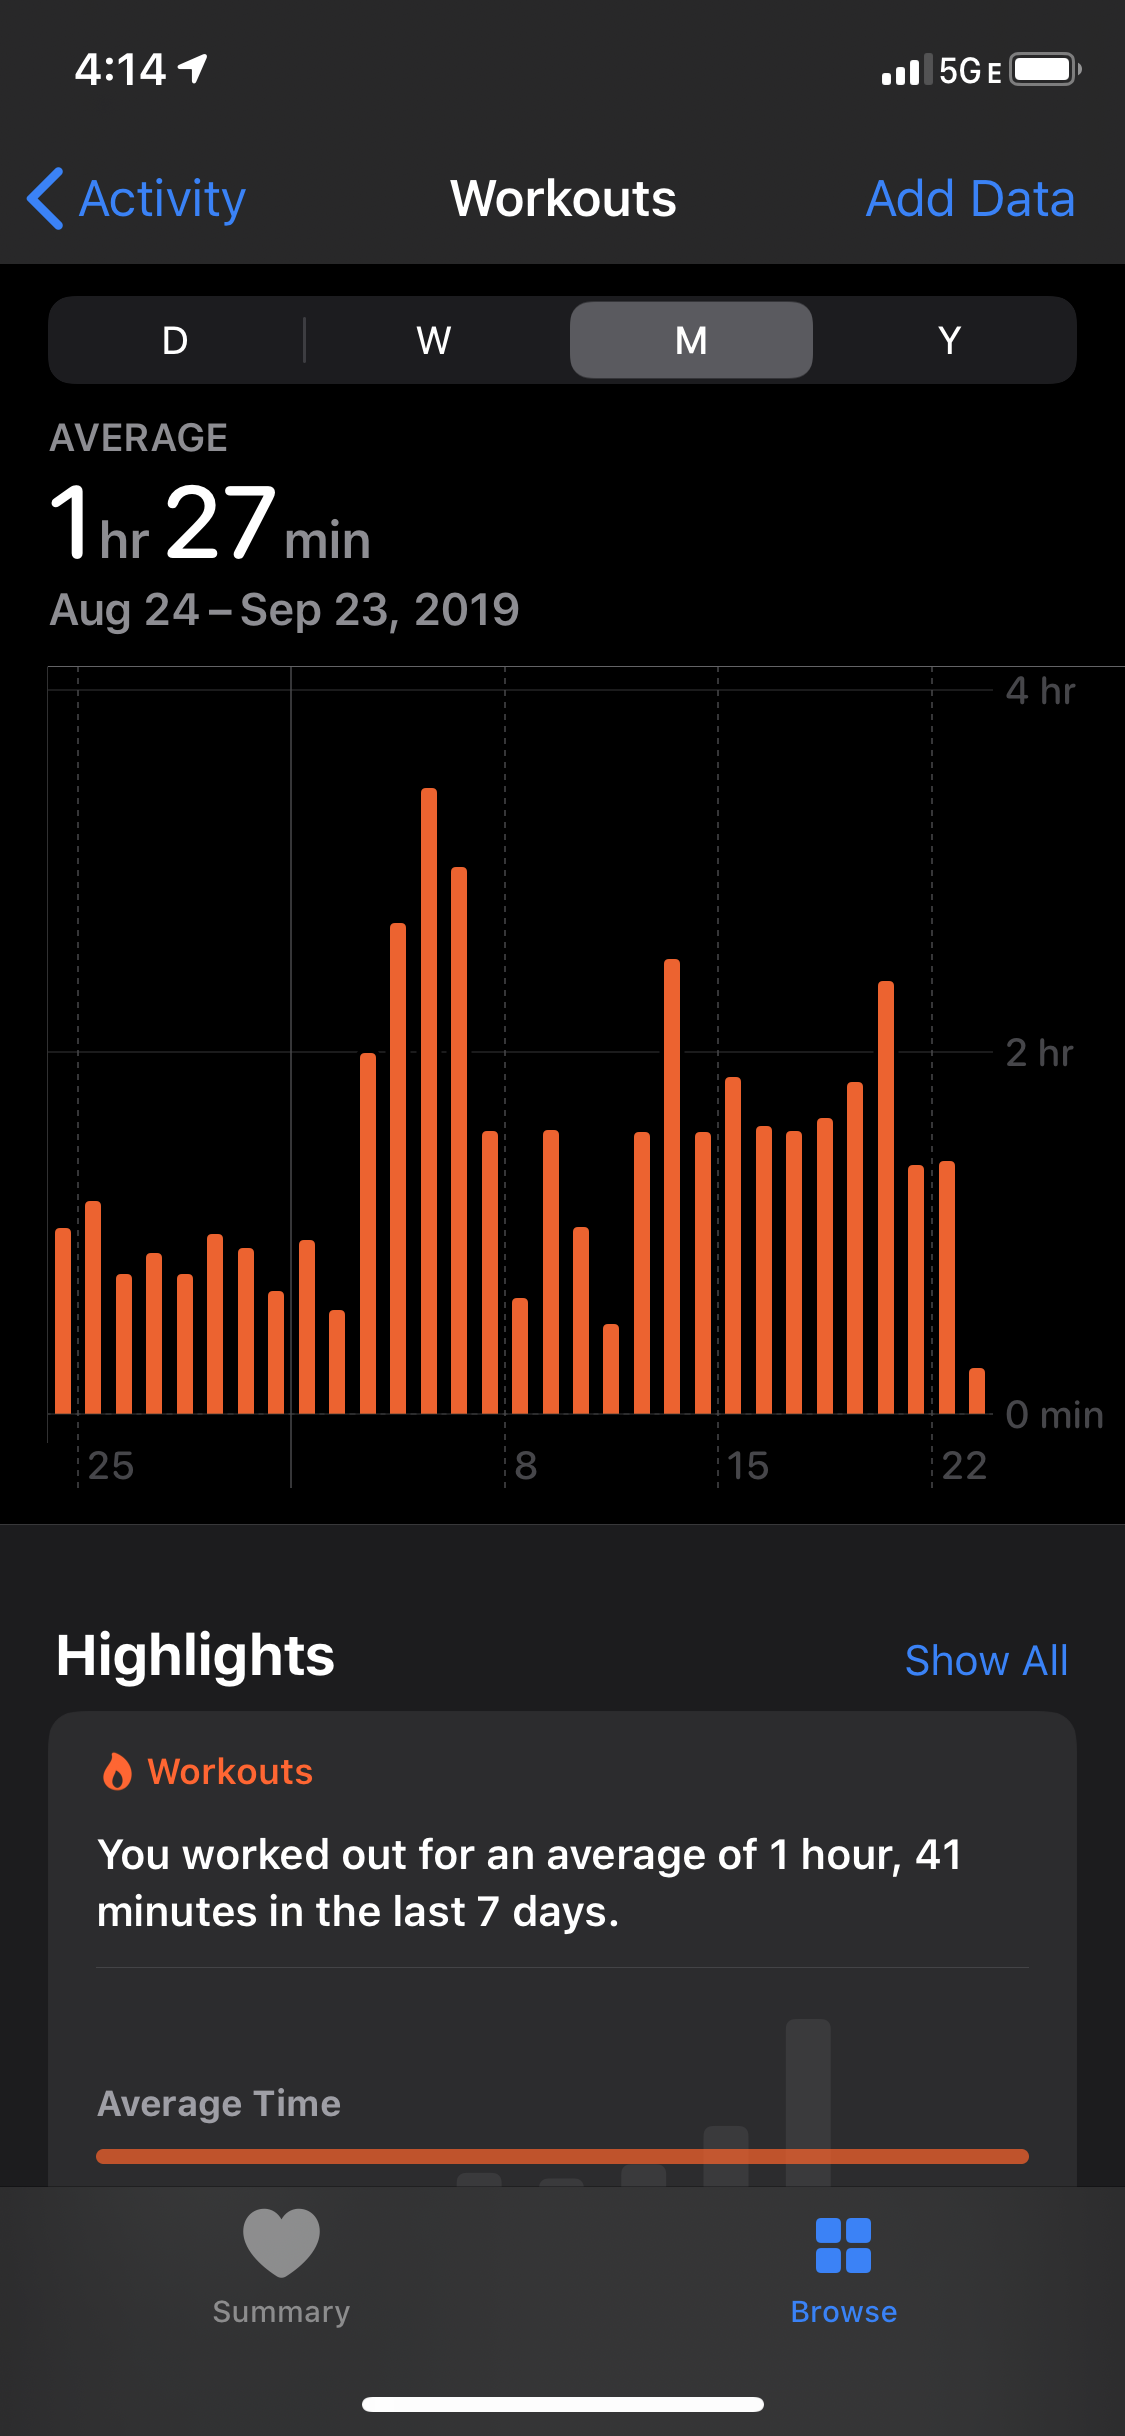 4:14 5G E
Activity Workouts Add Data
D W M Y
AVERAGE
1 hr 27 min
Aug 24 – Sep 23, 2019
4 hr
2 hr
0 min
25 8 15 22
Highlights Show All
Workouts
You worked out for an average of 1 hour, 41
minutes in the last 7 days.
Average Time
Summary Browse